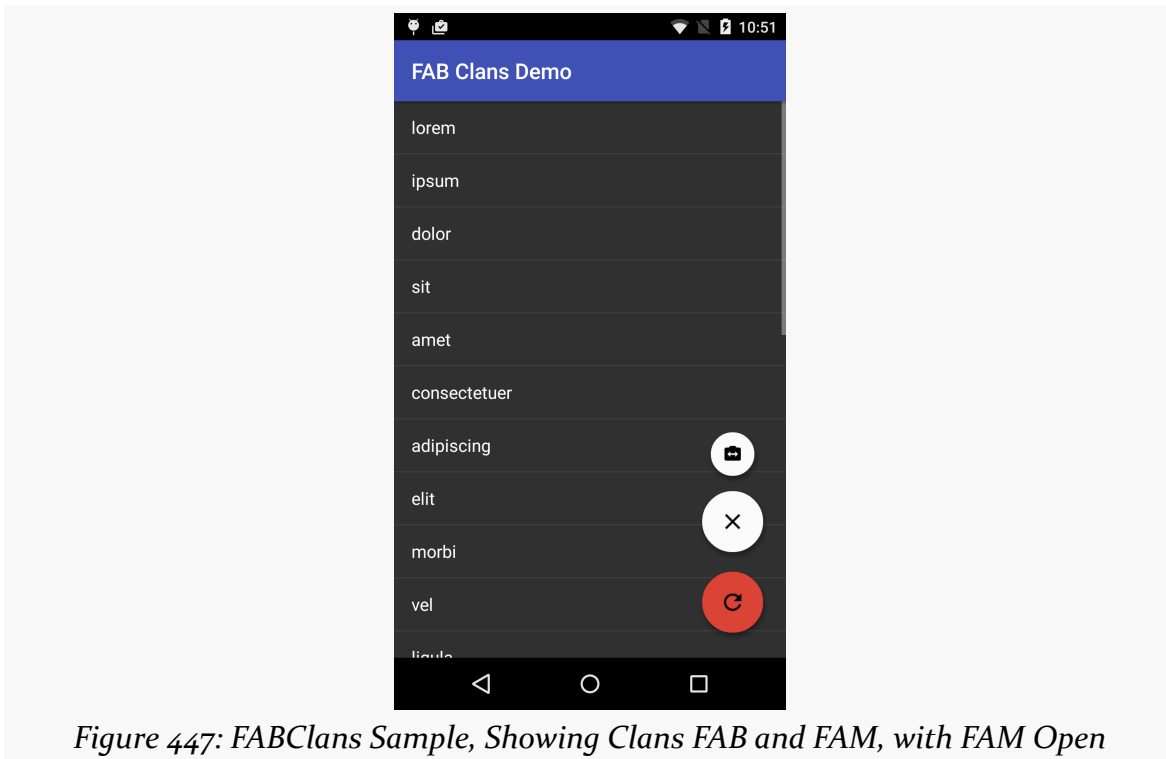 10:51
FAB Clans Demo
lorem
ipsum
dolor
sit
amet
consectetuer
adipiscing
elit
morbi
vel
ligula
Figure 447: FABClans Sample, Showing Clans FAB and FAM, with FAM Open